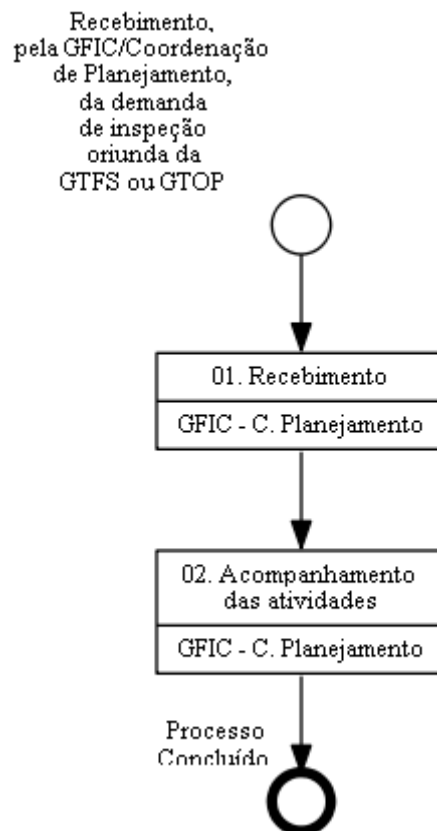 Recebimento,
pela GFIC/Coordenação
de Planejamento,
da demanda
de inspeção
oriunda da
GTFS ou GTOP
01. Recebimento
GFIC - C. Planejamento
02. Acompanhamento
das atividades
GFIC - C. Planejamento
Processo
Concluído